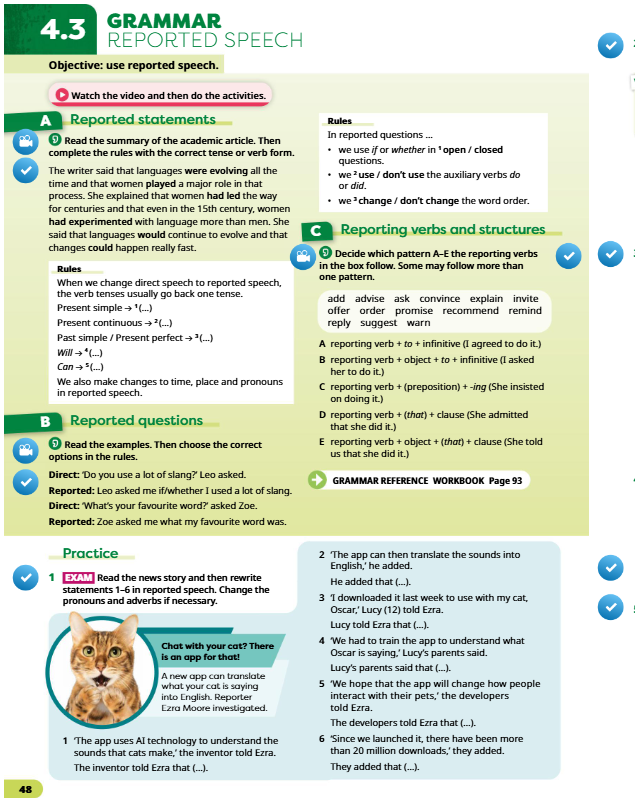 4.3
GRAMMAR
REPORTED SPEECH
Objective: use reported speech.
Watch the video and then do the activities.
A Reported statements
Read the summary of the academic article. Then
complete the rules with the correct tense or verb form.
The writer said that languages were evolving all the
time and that women played a major role in that
process. She explained that women had led the way
for centuries and that even in the 15th century, women
had experimented with language more than men. She
said that languages would continue to evolve and that
changes could happen really fast.
Rules
When we change direct speech to reported speech,
the verb tenses usually go back one tense.
Present simple → ¹(...)
Present continuous → ²(...)
Past simple / Present perfect → ³(...)
Will → ⁴(...)
Can → ⁵(...)
We also make changes to time, place and pronouns
in reported speech.
B Reported questions
Read the examples. Then choose the correct
options in the rules.
Direct: 'Do you use a lot of slang?' Leo asked.
Reported: Leo asked me if/whether I used a lot of slang.
Direct: 'What's your favourite word?' asked Zoe.
Reported: Zoe asked me what my favourite word was.
Rules
In reported questions ...
• we use if or whether in ¹ open / closed
questions.
• we ² use / don't use the auxiliary verbs do
or did.
• we ³ change / don't change the word order.
C Reporting verbs and structures
Decide which pattern A–E the reporting verbs
in the box follow. Some may follow more than
one pattern.
add advise ask convince explain invite
offer order promise recommend remind
reply suggest warn
A reporting verb + to + infinitive (I agreed to do it.)
B reporting verb + object + to + infinitive (I asked
her to do it.)
C reporting verb + (preposition) + -ing (She insisted
on doing it.)
D reporting verb + (that) + clause (She admitted
that she did it.)
E reporting verb + object + (that) + clause (She told
us that she did it.)
GRAMMAR REFERENCE WORKBOOK Page 93
Practice
1 EXAM Read the news story and then rewrite
statements 1–6 in reported speech. Change the
pronouns and adverbs if necessary.
Chat with your cat? There
is an app for that!
A new app can translate
what your cat is saying
into English. Reporter
Ezra Moore investigated.
1 'The app uses AI technology to understand the
sounds that cats make,' the inventor told Ezra.
The inventor told Ezra that (...).
2 'The app can then translate the sounds into
English,' he added.
He added that (...).
3 'I downloaded it last week to use with my cat,
Oscar,' Lucy (12) told Ezra.
Lucy told Ezra that (...).
4 'We had to train the app to understand what
Oscar is saying,' Lucy's parents said.
Lucy's parents said that (...).
5 'We hope that the app will change how people
interact with their pets,' the developers
told Ezra.
The developers told Ezra that (...).
6 'Since we launched it, there have been more
than 20 million downloads,' they added.
They added that (...).
48